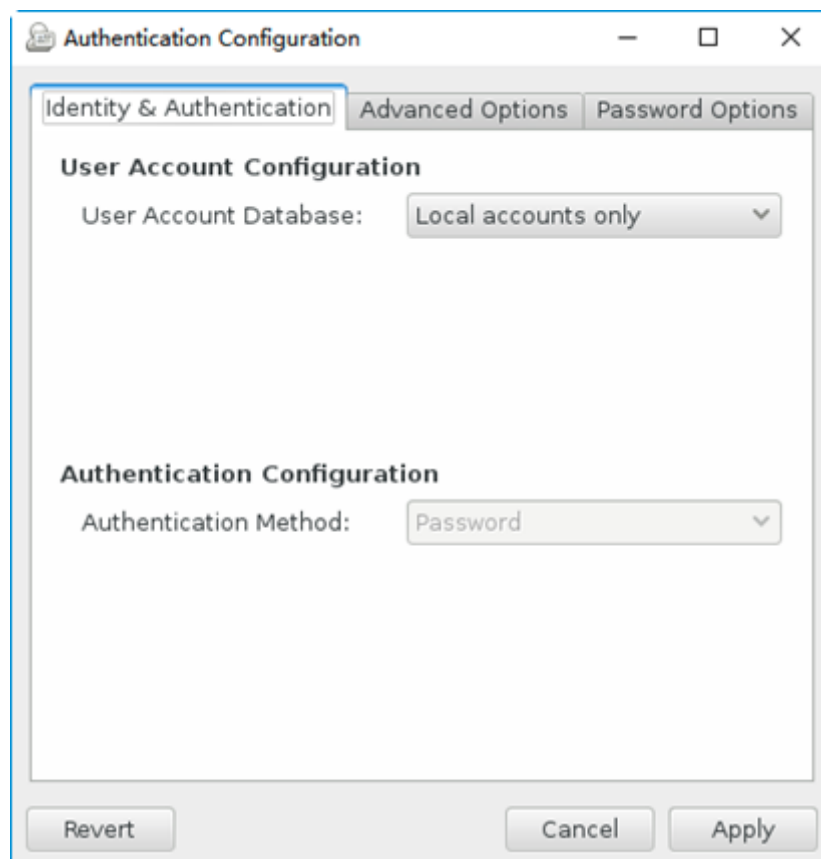 Authentication Configuration
Identity & Authentication Advanced Options Password Options
User Account Configuration
User Account Database: Local accounts only
Authentication Configuration
Authentication Method: Password
Revert Cancel Apply